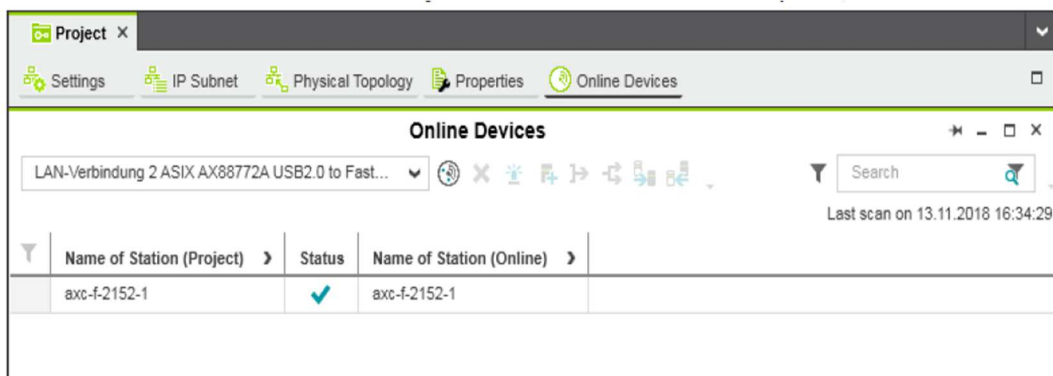 Project
Settings IP Subnet Physical Topology Properties Online Devices
Online Devices
LAN-Verbindung 2 ASIX AX88772A USB2.0 to Fast... Search
Last scan on 13.11.2018 16:34:29
Name of Station (Project) Status Name of Station (Online)
axc-f-2152-1 axc-f-2152-1